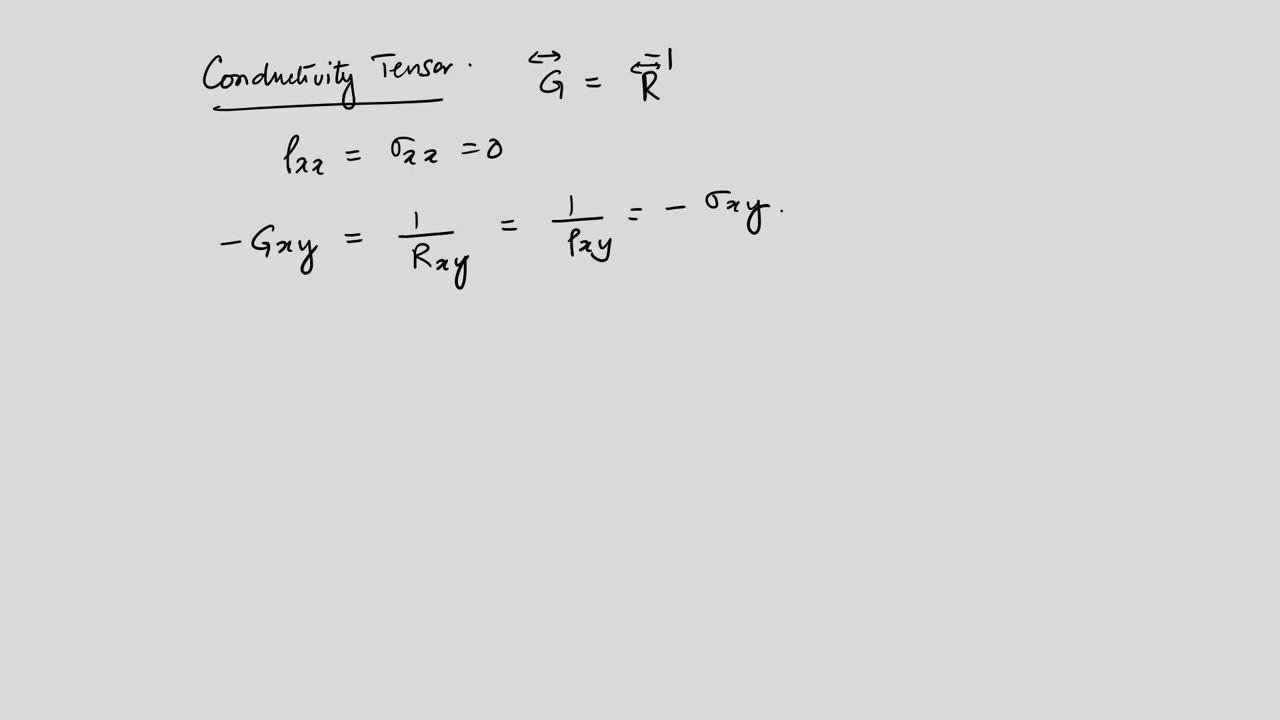 Conductivity Tensor. G⃡ = R⃡⁻¹
ρxx = σxx = 0
-Gxy = 1/Rxy = 1/ρxy = - σxy.